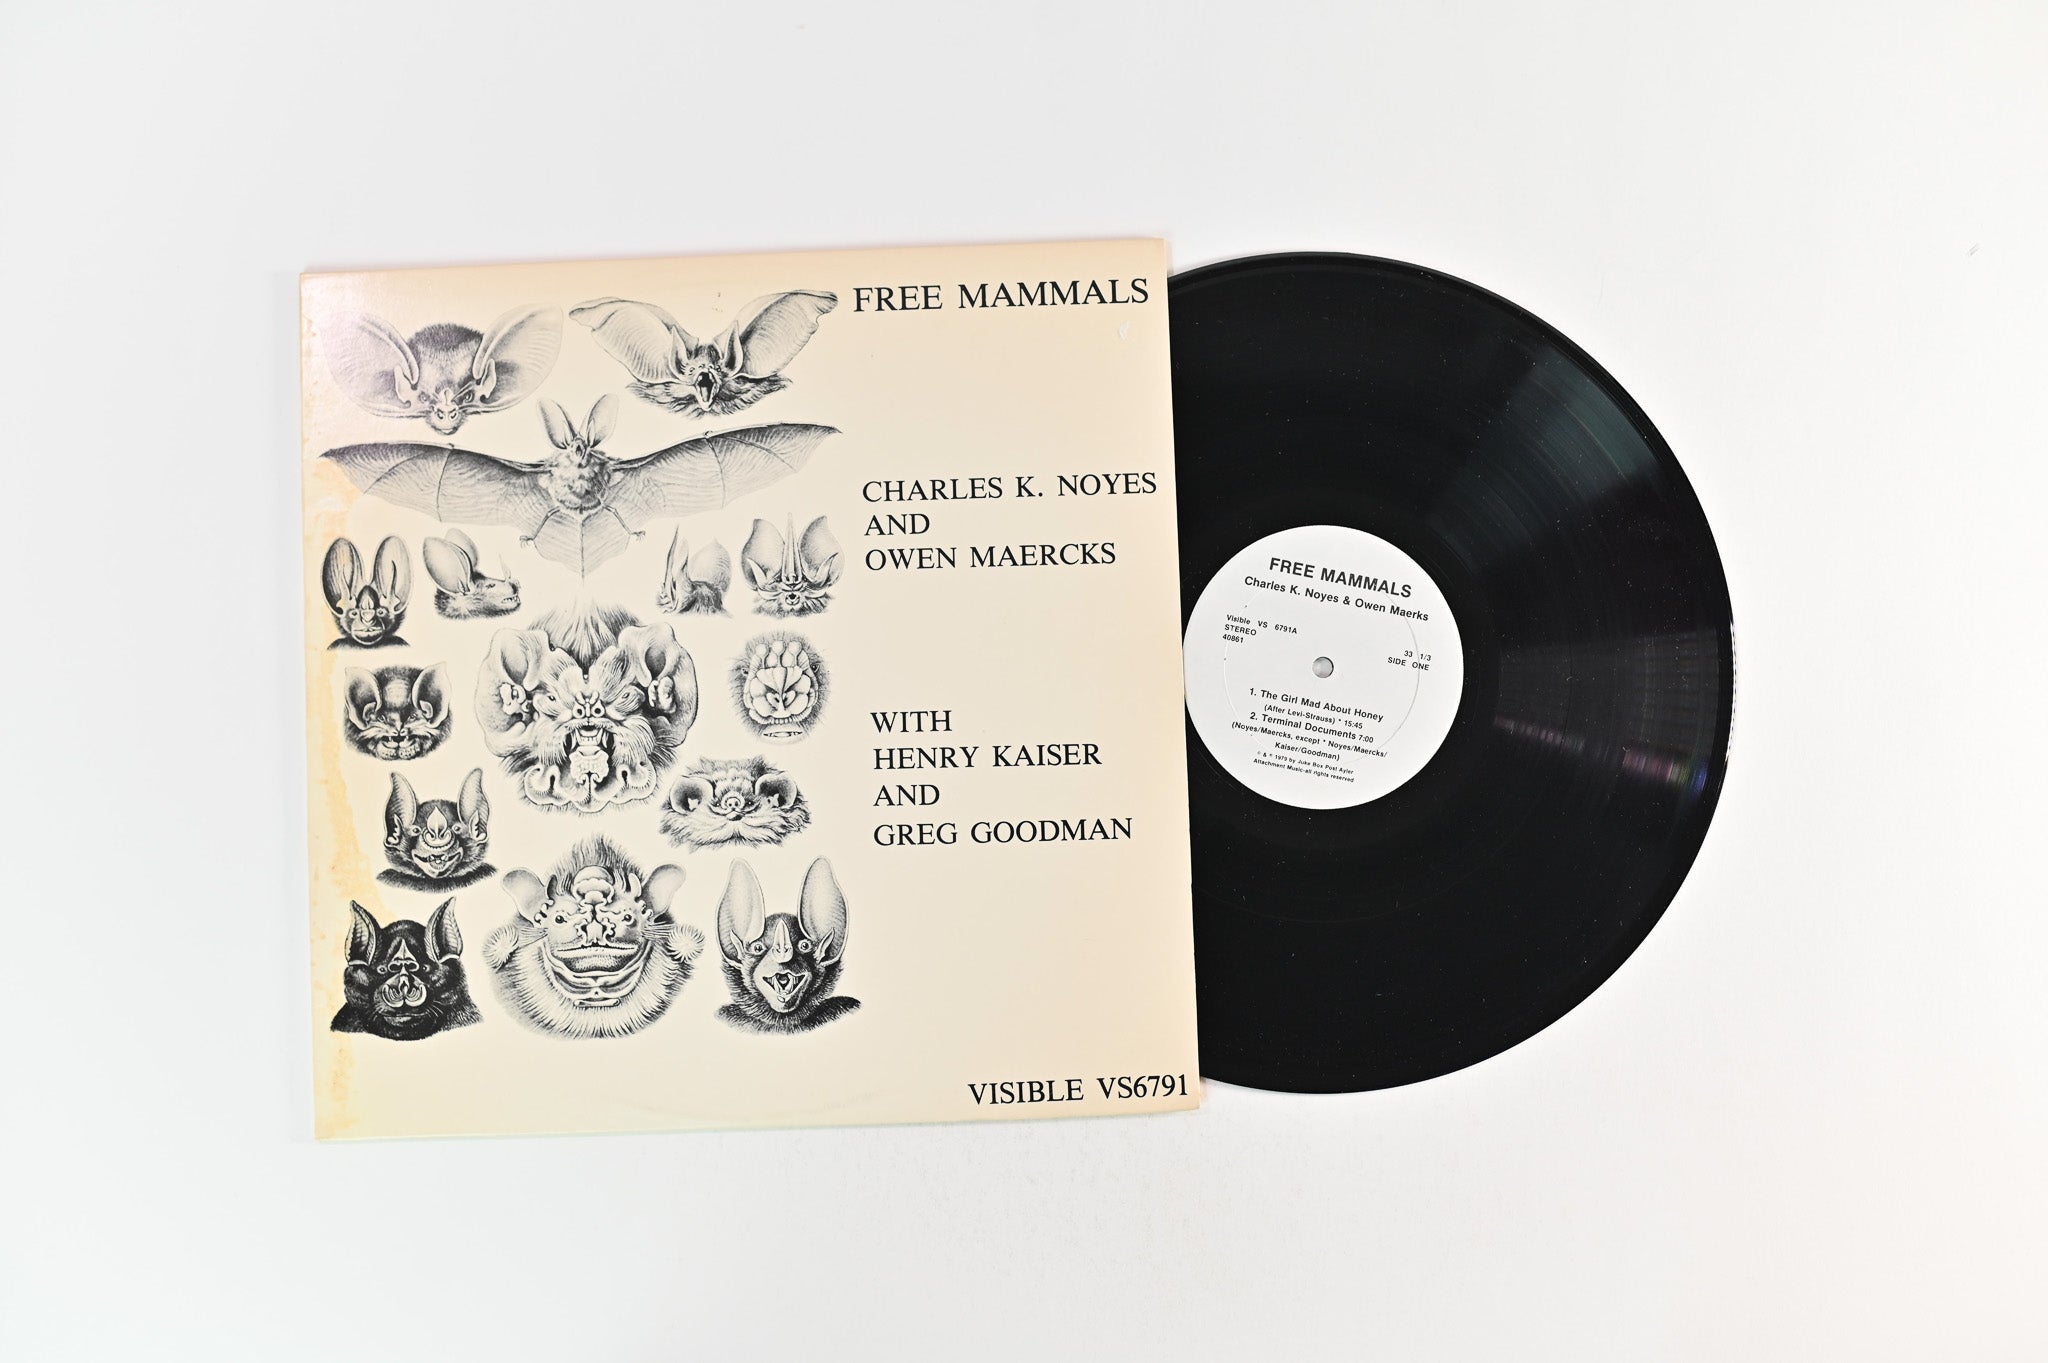 FREE MAMMALS
CHARLES K. NOYES
AND
OWEN MAERCKS
WITH
HENRY KAISER
AND
GREG GOODMAN
VISIBLE VS6791
FREE MAMMALS
Charles K. Noyes & Owen Maerks
Visible VS 6791A
STEREO
40861
33 1/3
SIDE ONE
1. The Girl Mad About Honey
(After Levi-Strauss) * 15:45
2. Terminal Documents 7:00
(Noyes/Maercks, except * Noyes/Maercks/
Kaiser/Goodman)
© & ℗ 1979 by Juke Box Post Ayler
Attachment Music-all rights reserved